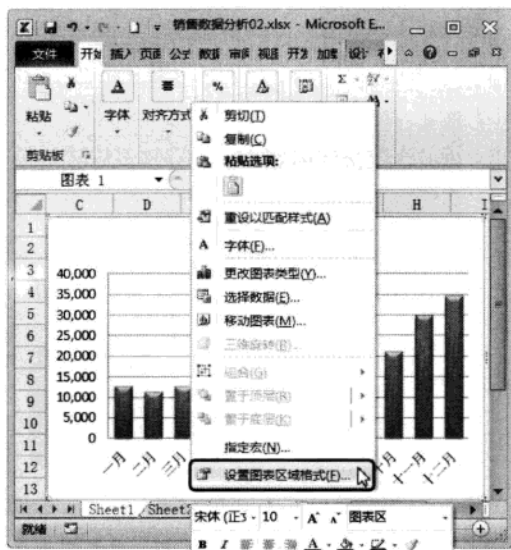 销售数据分析02.xlsx - Microsoft E...
文件 开始 插入 页面 公式 数据 审阅 视图 开发 加载 设计
粘贴 字体 对齐方式 %
剪贴板
图表 1
C D H I
1
2
3
4
5
6
7
8
9
10
11
12
13
40,000
35,000
30,000
25,000
20,000
15,000
10,000
5,000
0
一月 二月 三月 十月 十一月 十二月
剪切(T)
复制(C)
粘贴选项:
重设以匹配样式(A)
字体(F)...
更改图表类型(Y)...
选择数据(E)...
移动图表(M)...
三维旋转(R)...
组合(G)
置于顶层(R)
置于底层(K)
指定宏(N)...
设置图表区域格式(F)...
宋体 (正 10 A A 图表区
B I A
Sheet1 Sheet
就绪